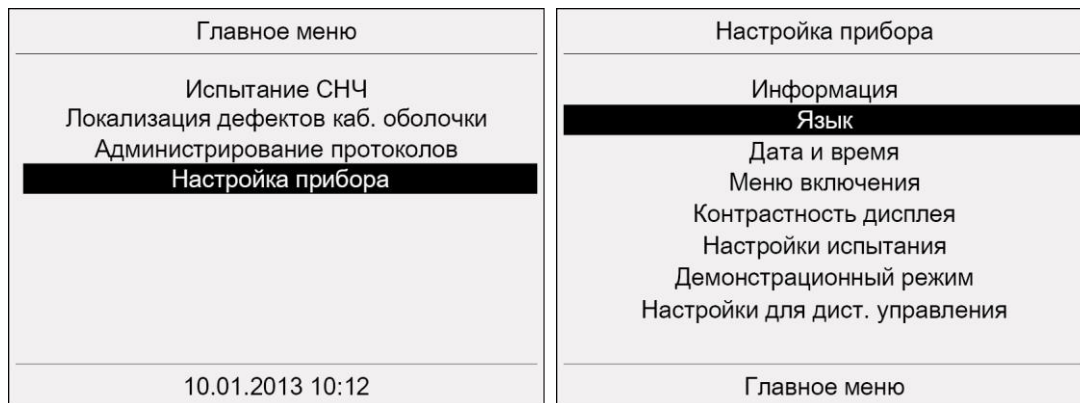 Главное меню
Испытание СНЧ
Локализация дефектов каб. оболочки
Администрирование протоколов
Настройка прибора
10.01.2013 10:12
Настройка прибора
Информация
Язык
Дата и время
Меню включения
Контрастность дисплея
Настройки испытания
Демонстрационный режим
Настройки для дист. управления
Главное меню